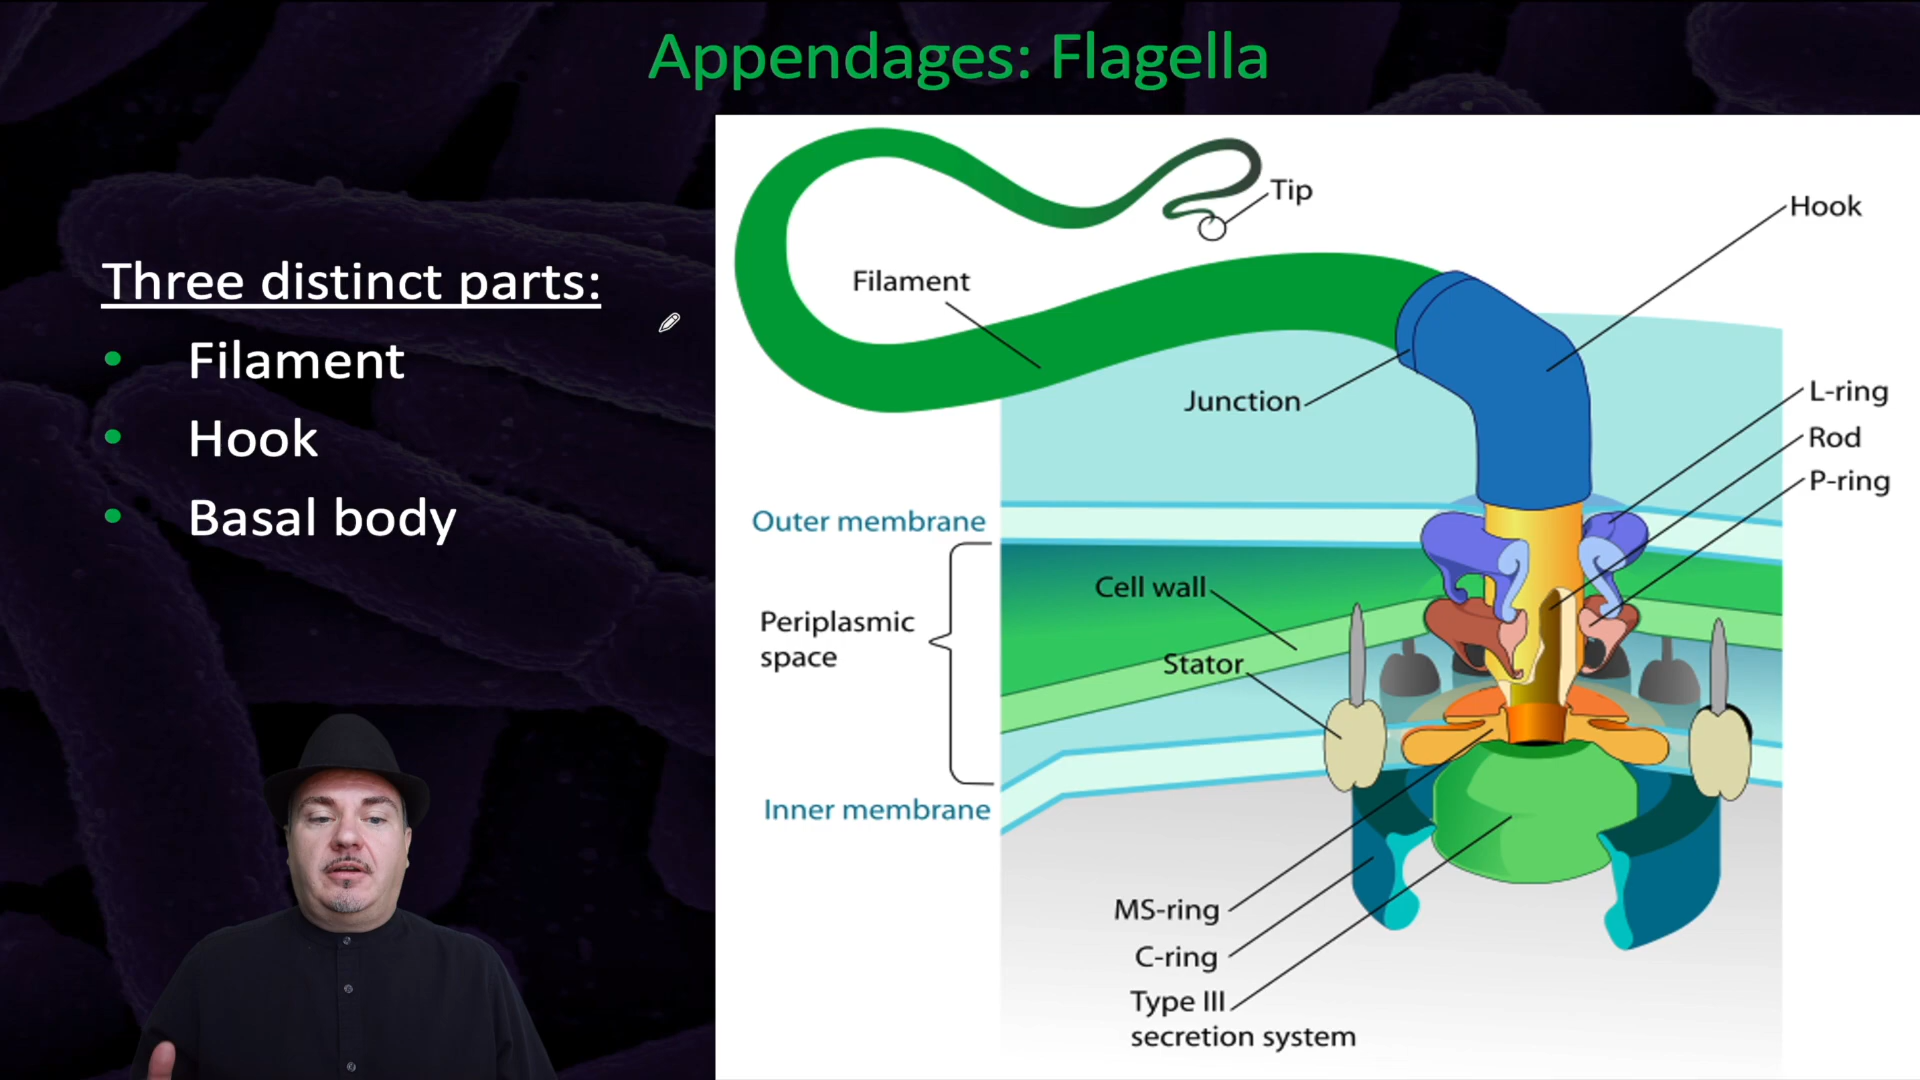 Appendages: Flagella
Three distinct parts:
• Filament
• Hook
• Basal body
Tip
Hook
Filament
Junction
L-ring
Rod
P-ring
Outer membrane
Cell wall
Periplasmic
space
Stator
Inner membrane
MS-ring
C-ring
Type III
secretion system